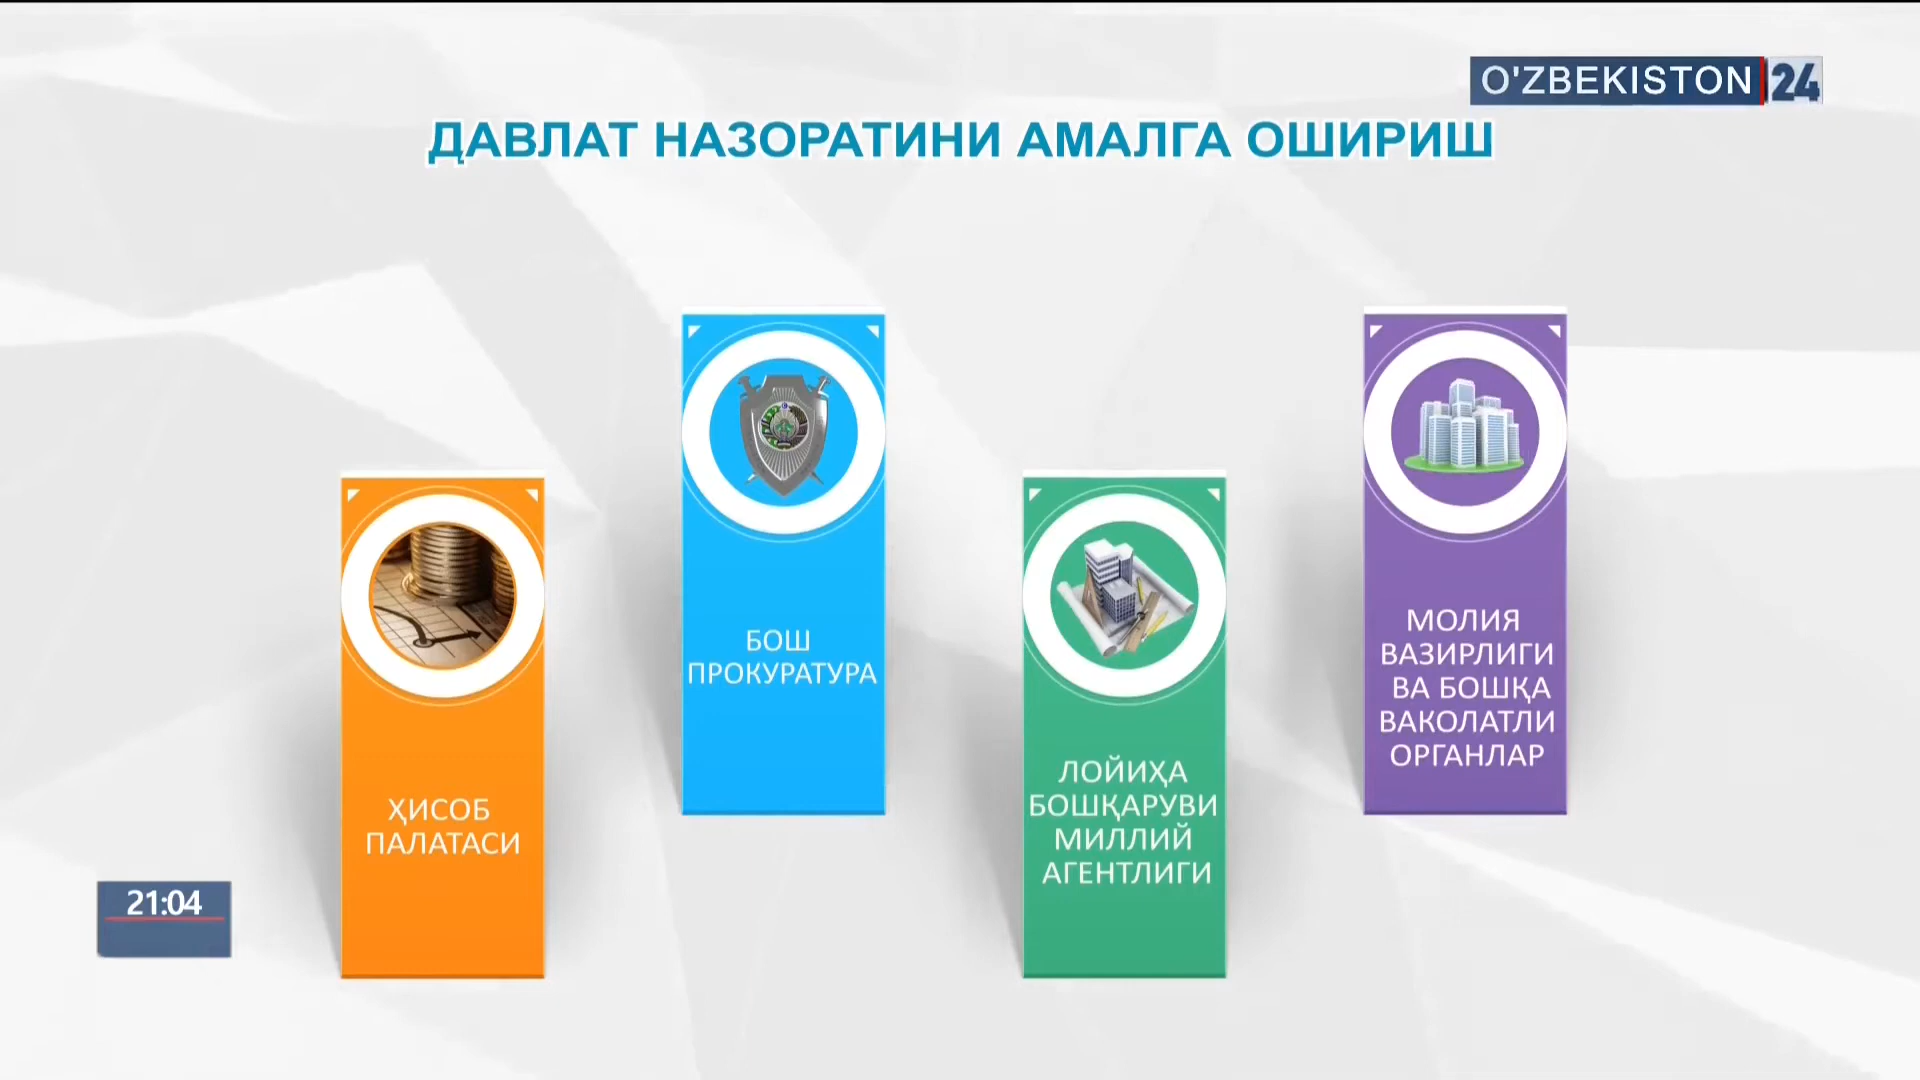 O'ZBEKISTON 24
ДАВЛАТ НАЗОРАТИНИ АМАЛГА ОШИРИШ
ҲИСОБ
ПАЛАТАСИ
БОШ
ПРОКУРАТУРА
ЛОЙИҲА
БОШҚАРУВИ
МИЛЛИЙ
АГЕНТЛИГИ
МОЛИЯ
ВАЗИРЛИГИ
ВА БОШҚА
ВАКОЛАТЛИ
ОРГАНЛАР
21:04